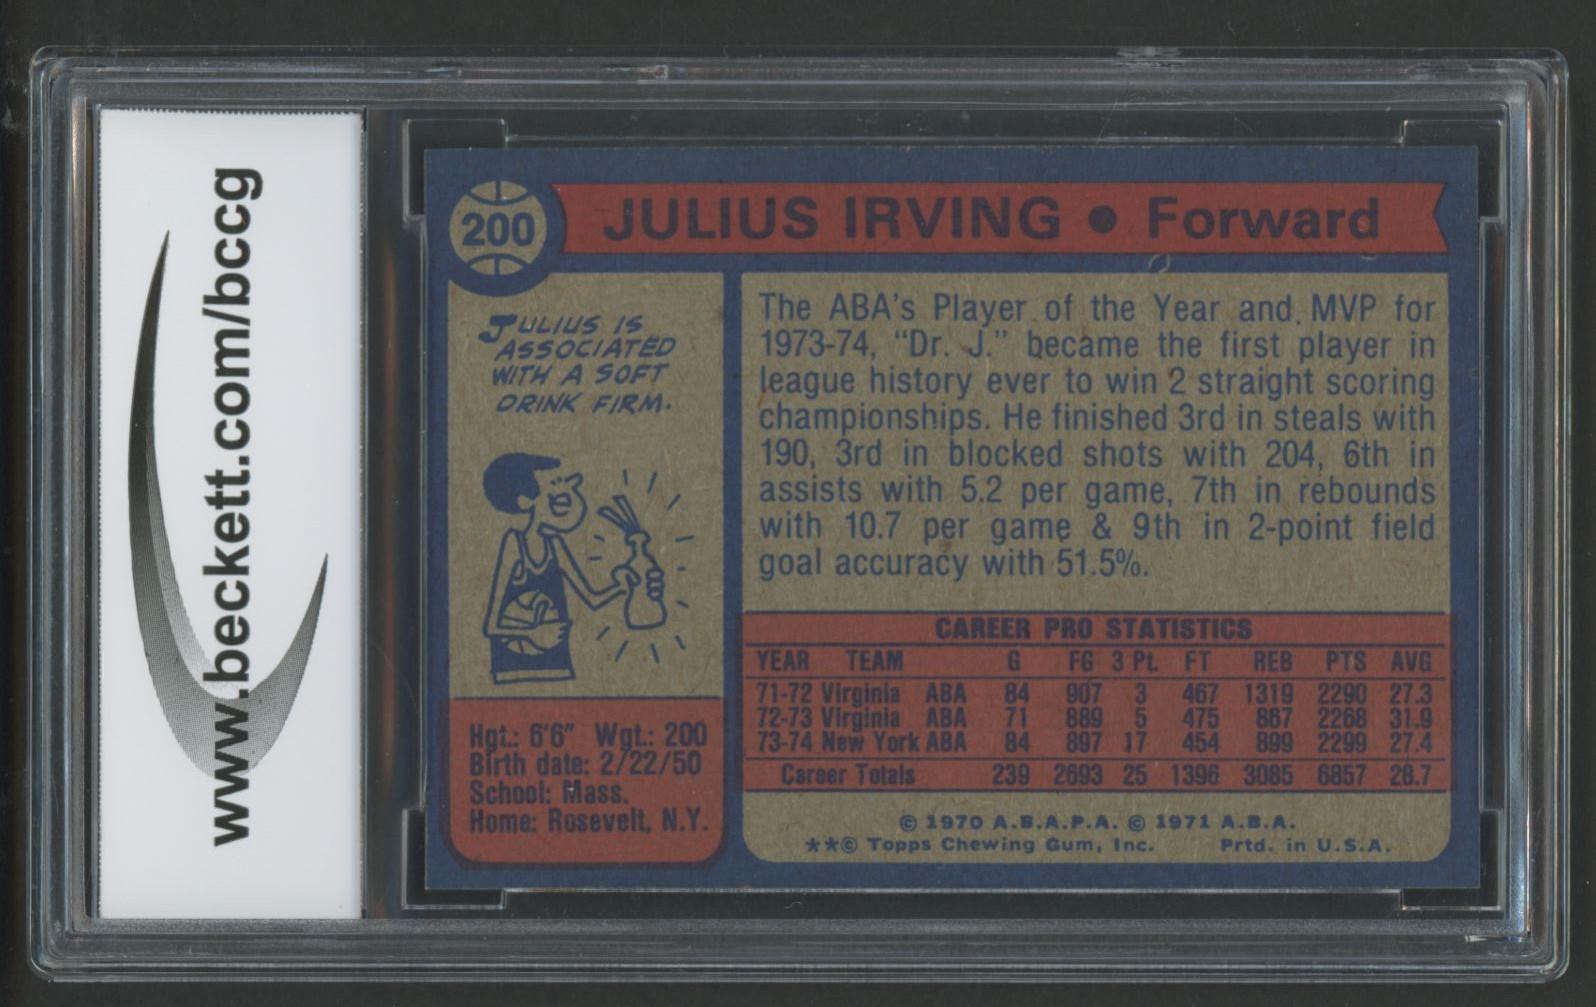 www.beckett.com/bccg
200
JULIUS IRVING • Forward
JULIUS IS
ASSOCIATED
WITH A SOFT
DRINK FIRM.
The ABA's Player of the Year and MVP for
1973-74, "Dr. J." became the first player in
league history ever to win 2 straight scoring
championships. He finished 3rd in steals with
190, 3rd in blocked shots with 204, 6th in
assists with 5.2 per game, 7th in rebounds
with 10.7 per game & 9th in 2-point field
goal accuracy with 51.5%.
CAREER PRO STATISTICS
YEAR TEAM G FG 3 Pt. FT REB PTS AVG
71-72 Virginia ABA 84 907 3 467 1319 2290 27.3
72-73 Virginia ABA 71 889 5 475 867 2268 31.9
73-74 New York ABA 84 897 17 454 899 2299 27.4
Career Totals 239 2693 25 1396 3085 6857 28.7
Hgt.: 6'6" Wgt.: 200
Birth date: 2/22/50
School: Mass.
Home: Rosevelt, N.Y.
© 1970 A.B.A.P.A. © 1971 A.B.A.
**© Topps Chewing Gum, Inc. Prtd. in U.S.A.